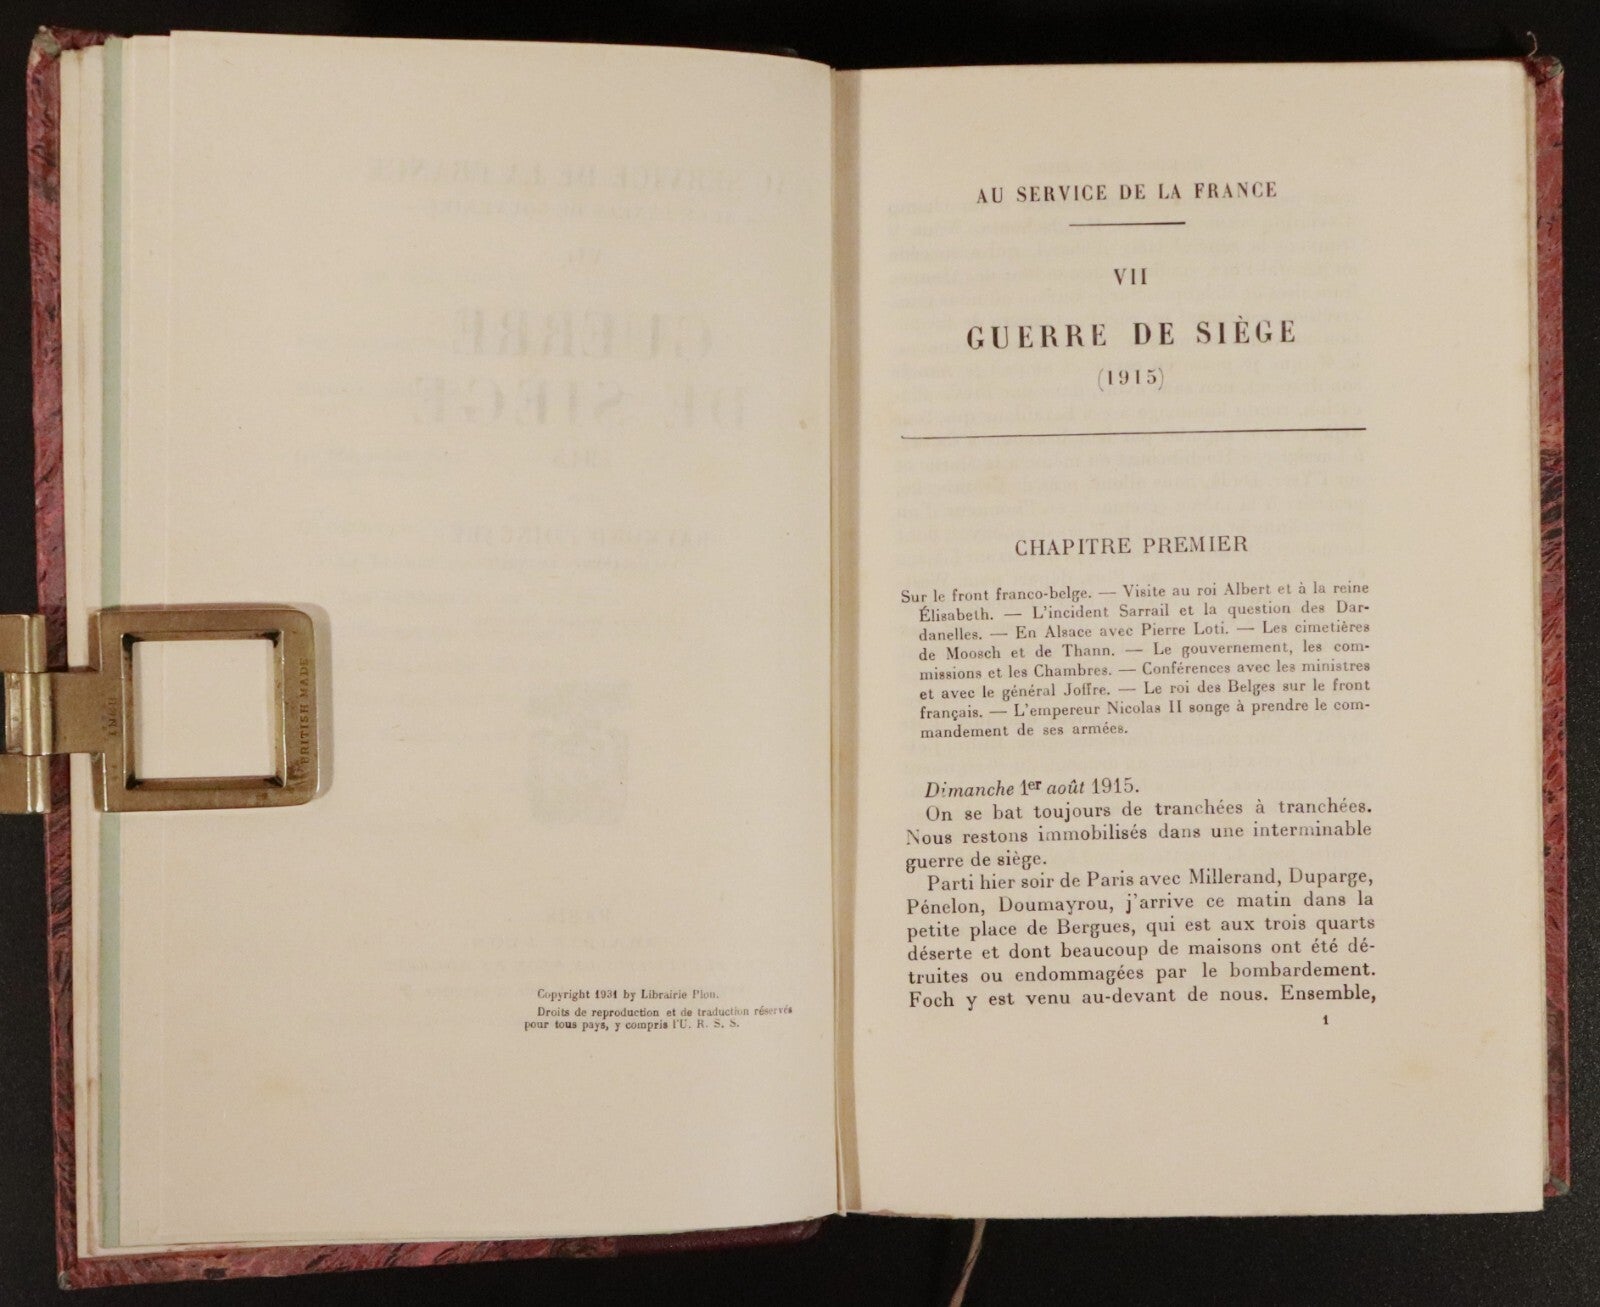 1 INCH
BRITISH MADE
Copyright 1931 by Librairie Plon.
Droits de reproduction et de traduction réservés
pour tous pays, y compris l'U. R. S. S.
AU SERVICE DE LA FRANCE
VII
GUERRE DE SIÈGE
(1915)
CHAPITRE PREMIER
Sur le front franco-belge. — Visite au roi Albert et à la reine
Élisabeth. — L'incident Sarrail et la question des Dar-
danelles. — En Alsace avec Pierre Loti. — Les cimetières
de Moosch et de Thann. — Le gouvernement, les com-
missions et les Chambres. — Conférences avec les ministres
et avec le général Joffre. — Le roi des Belges sur le front
français. — L'empereur Nicolas II songe à prendre le com-
mandement de ses armées.
Dimanche 1er août 1915.
On se bat toujours de tranchées à tranchées.
Nous restons immobilisés dans une interminable
guerre de siège.
Parti hier soir de Paris avec Millerand, Duparge,
Pénelon, Doumayrou, j'arrive ce matin dans la
petite place de Bergues, qui est aux trois quarts
déserte et dont beaucoup de maisons ont été dé-
truites ou endommagées par le bombardement.
Foch y est venu au-devant de nous. Ensemble,
1